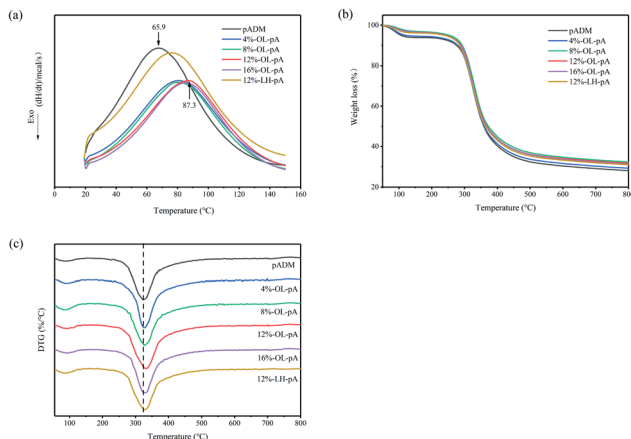 (a)
65.9
pADM
4%-OL-pA
8%-OL-pA
12%-OL-pA
16%-OL-pA
12%-LH-pA
87.3
Exo
(dH/dt)/mcal/s
0 20 40 60 80 100 120 140 160
Temperature (℃)
(b)
100
80
60
40
20
Weight loss (%)
pADM
4%-OL-pA
8%-OL-pA
12%-OL-pA
16%-OL-pA
12%-LH-pA
100 200 300 400 500 600 700 800
Temperature (℃)
(c)
DTG (%/℃)
pADM
4%-OL-pA
8%-OL-pA
12%-OL-pA
16%-OL-pA
12%-LH-pA
100 200 300 400 500 600 700 800
Temperature (℃)